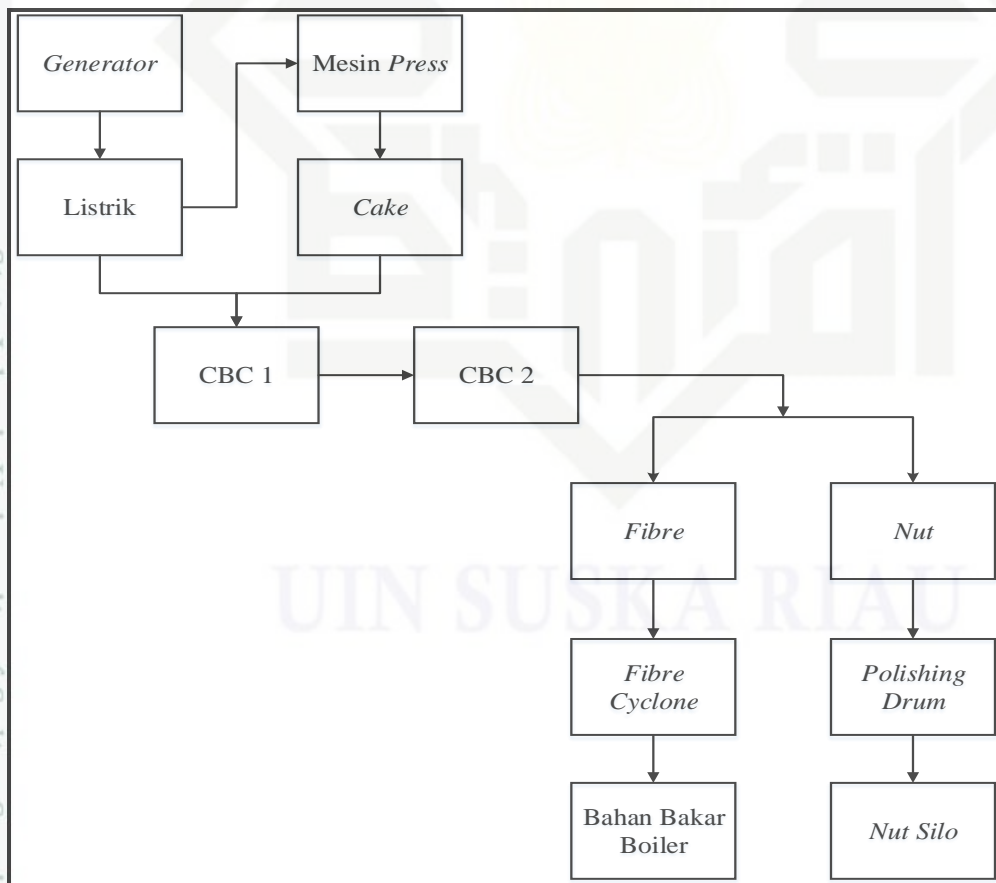 Generator
Mesin Press
Listrik
Cake
CBC 1
CBC 2
Fibre
Nut
Fibre
Cyclone
Polishing
Drum
Bahan Bakar
Boiler
Nut Silo
UIN SUSKA RIAU